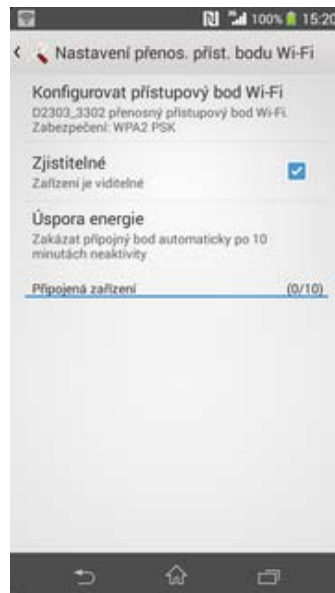 100% 15:20
Nastavení přenos. příst. bodu Wi-Fi
Konfigurovat přístupový bod Wi-Fi
D2303_3302 přenosný přístupový bod Wi-Fi.
Zabezpečení: WPA2 PSK
Zjistitelné
Zařízení je viditelné
Úspora energie
Zakázat přípojný bod automaticky po 10
minutách neaktivity
Připojená zařízení (0/10)